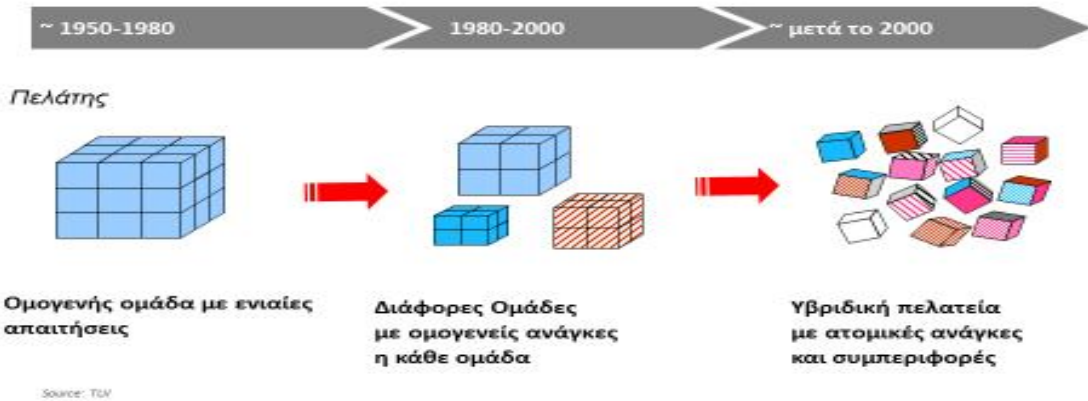 ~ 1950-1980
1980-2000
~ μετά το 2000
Πελάτης
Ομογενής ομάδα με ενιαίες
απαιτήσεις
Διάφορες Ομάδες
με ομογενείς ανάγκες
η κάθε ομάδα
Υβριδική πελατεία
με ατομικές ανάγκες
και συμπεριφορές
Source: